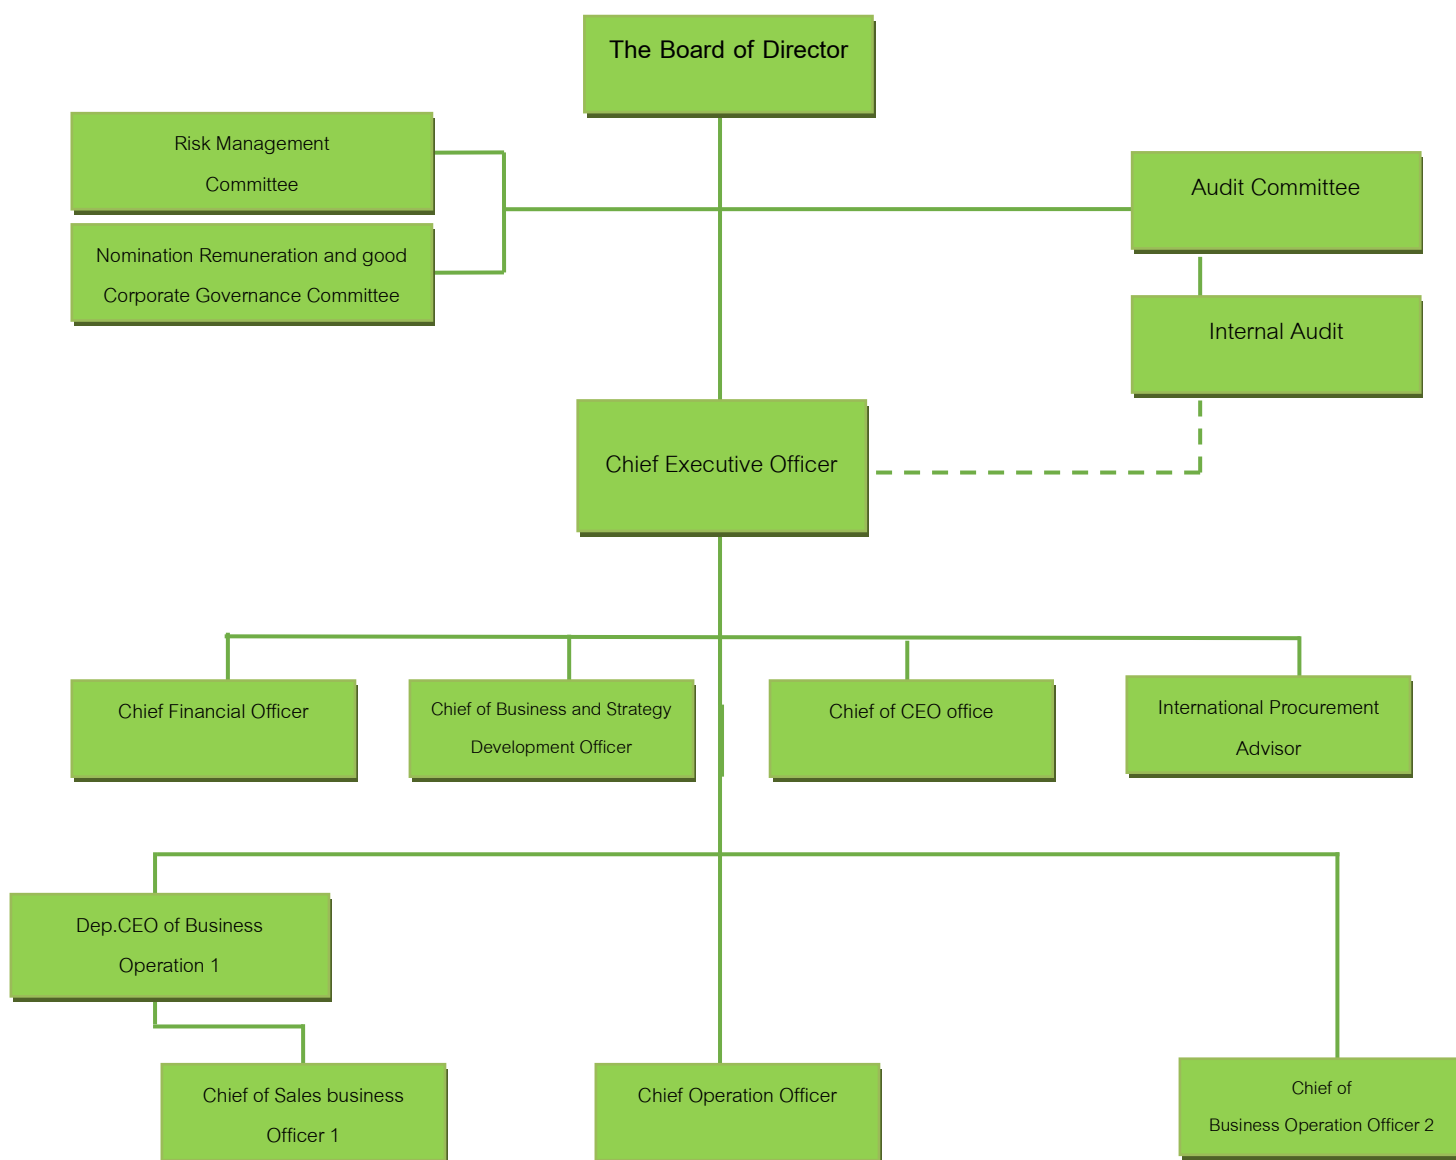 The Board of Director
Risk Management
Committee
Audit Committee
Nomination Remuneration and good
Corporate Governance Committee
Internal Audit
Chief Executive Officer
Chief Financial Officer
Chief of Business and Strategy
Development Officer
Chief of CEO office
International Procurement
Advisor
Dep.CEO of Business
Operation 1
Chief of Sales business
Officer 1
Chief Operation Officer
Chief of
Business Operation Officer 2